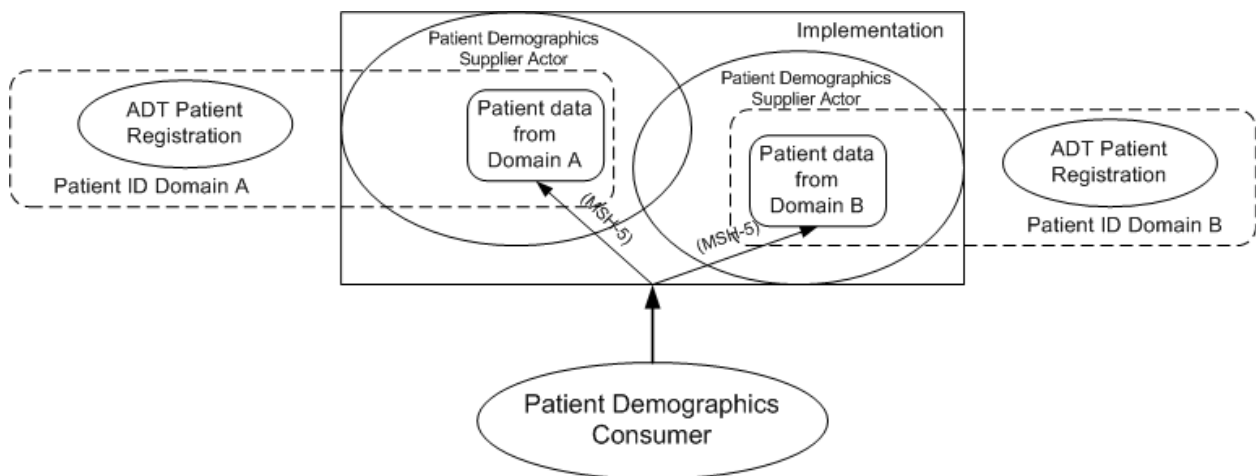 Implementation
Patient Demographics
Supplier Actor
Patient Demographics
Supplier Actor
ADT Patient
Registration
Patient ID Domain A
Patient data
from
Domain A
Patient data
from
Domain B
ADT Patient
Registration
Patient ID Domain B
(MSH-5)
(MSH-5)
Patient Demographics
Consumer